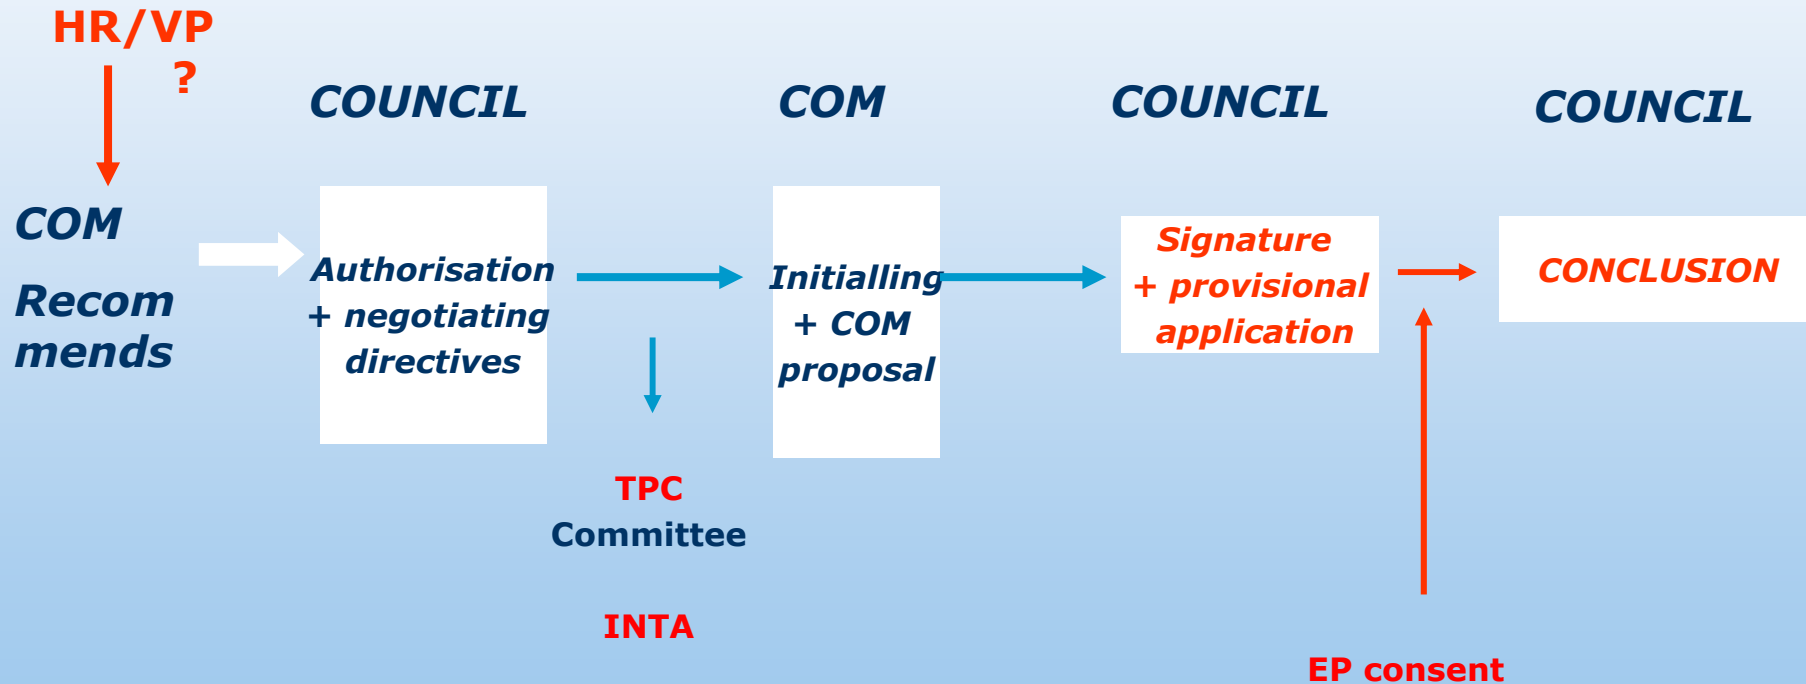 HR/VP
?
COM
Recom
mends
COUNCIL
Authorisation
+ negotiating
directives
TPC
Committee
INTA
COM
Initialling
+ COM
proposal
COUNCIL
Signature
+ provisional
application
EP consent
COUNCIL
CONCLUSION